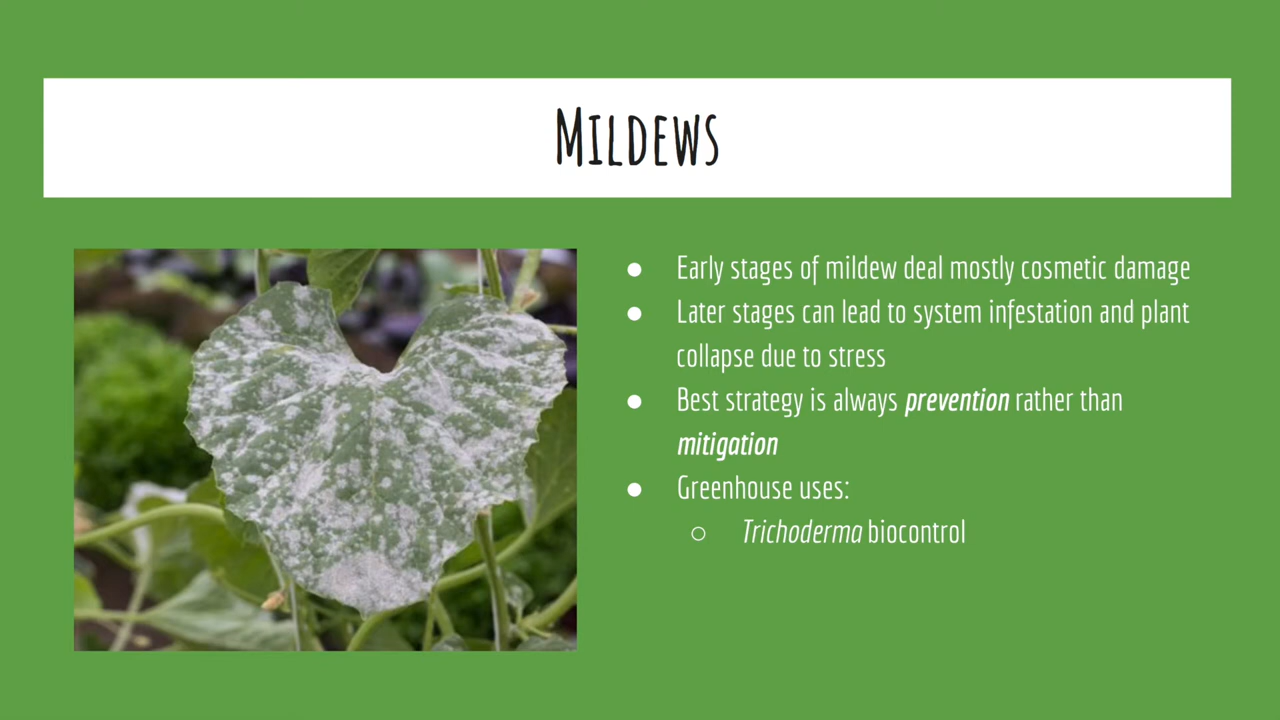 Mildews
● Early stages of mildew deal mostly cosmetic damage
● Later stages can lead to system infestation and plant
collapse due to stress
● Best strategy is always prevention rather than
mitigation
● Greenhouse uses:
○ Trichoderma biocontrol